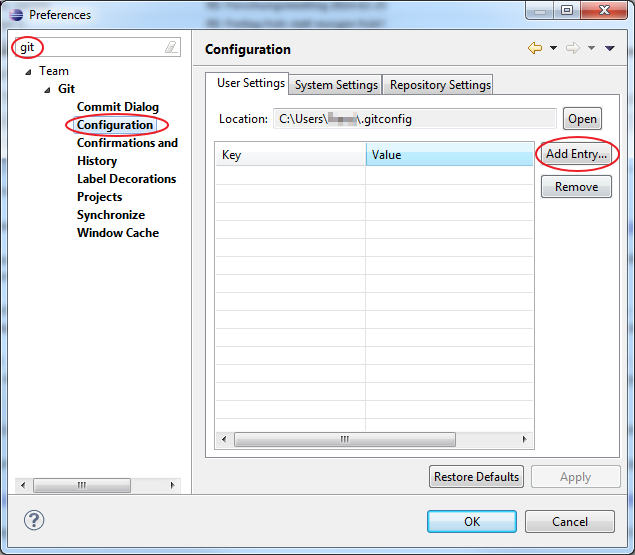 Preferences
git
Team
Git
Commit Dialog
Configuration
Confirmations and
History
Label Decorations
Projects
Synchronize
Window Cache
Configuration
User Settings System Settings Repository Settings
Location: C:\Users\ \.gitconfig Open
Key Value
Add Entry...
Remove
Restore Defaults Apply
? OK Cancel